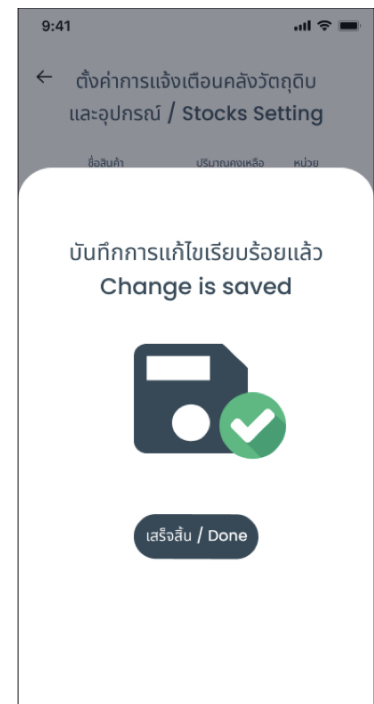 9:41
ตั้งค่าการแจ้งเตือนคลังวัตถุดิบ
และอุปกรณ์ / Stocks Setting
ชื่อสินค้า ปริมาณคงเหลือ หน่วย
บันทึกการแก้ไขเรียบร้อยแล้ว
Change is saved
เสร็จสิ้น / Done